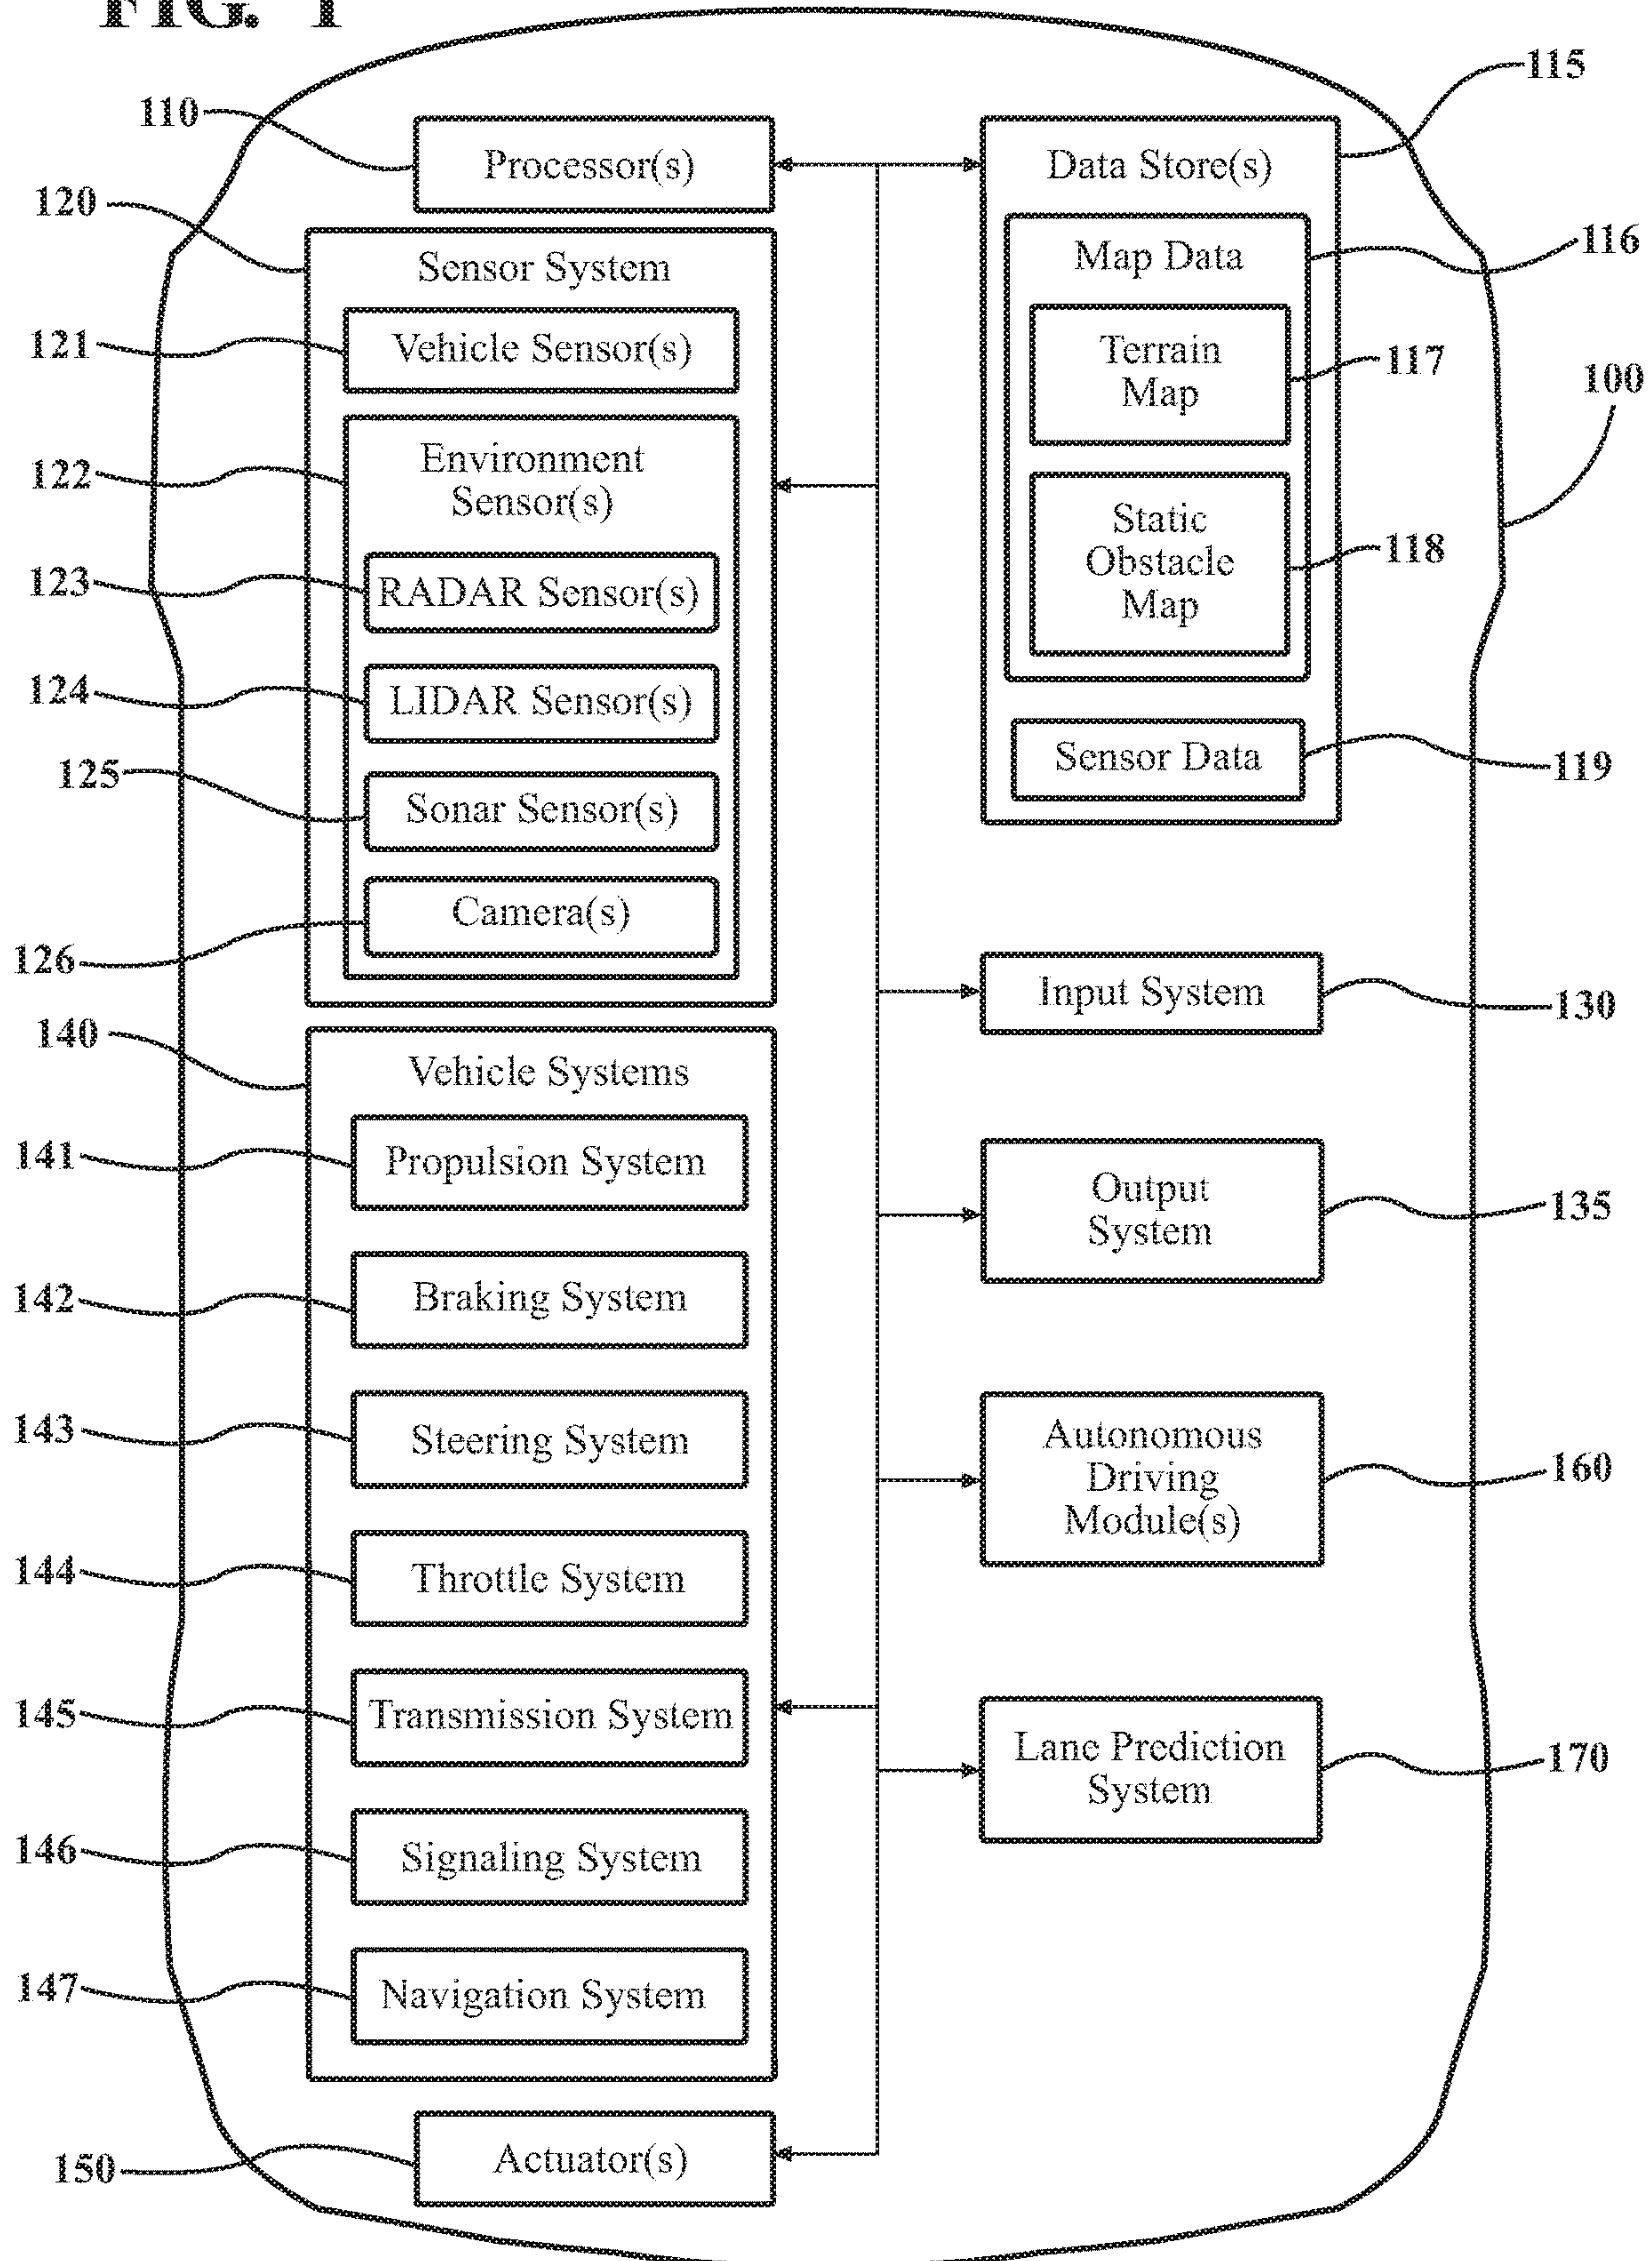 FIG. 1
110
Processor(s)
120
Sensor System
121
Vehicle Sensor(s)
122
Environment
Sensor(s)
123
RADAR Sensor(s)
124
LIDAR Sensor(s)
125
Sonar Sensor(s)
126
Camera(s)
140
Vehicle Systems
141
Propulsion System
142
Braking System
143
Steering System
144
Throttle System
145
Transmission System
146
Signaling System
147
Navigation System
150
Actuator(s)
115
Data Store(s)
116
Map Data
Terrain
Map
117
100
Static
Obstacle
Map
118
Sensor Data
119
Input System
130
Output
System
135
Autonomous
Driving
Module(s)
160
Lane Prediction
System
170